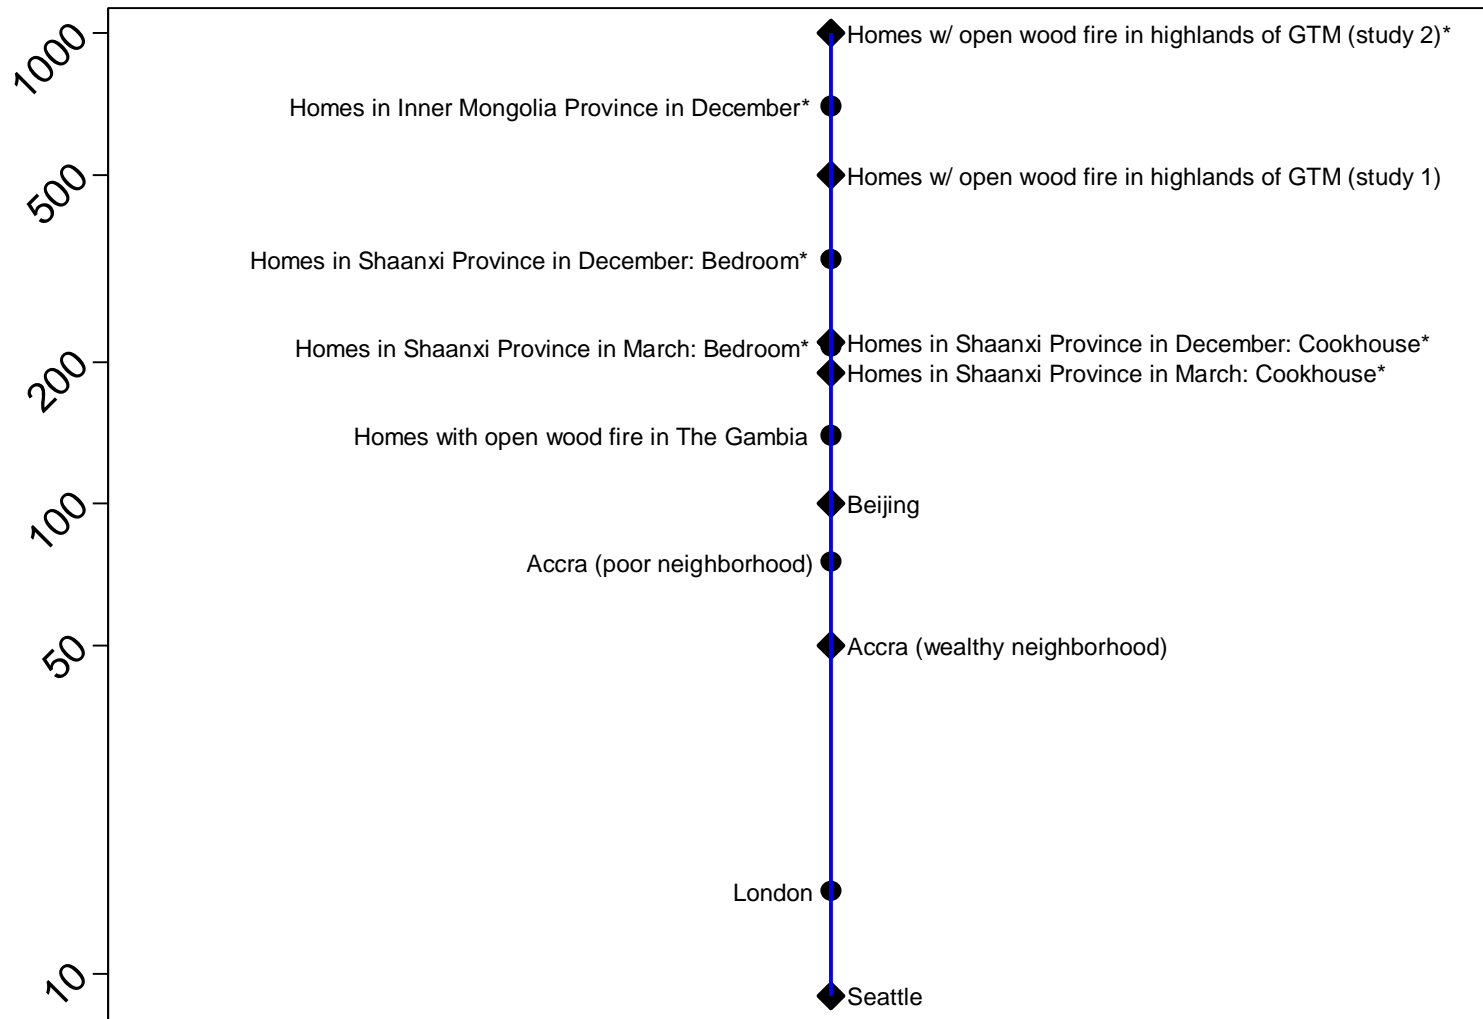 1000
Homes w/ open wood fire in highlands of GTM (study 2)*
Homes in Inner Mongolia Province in December*
500
Homes w/ open wood fire in highlands of GTM (study 1)
Homes in Shaanxi Province in December: Bedroom*
Homes in Shaanxi Province in December: Cookhouse*
Homes in Shaanxi Province in March: Bedroom*
200
Homes in Shaanxi Province in March: Cookhouse*
Homes with open wood fire in The Gambia
100
Beijing
Accra (poor neighborhood)
50
Accra (wealthy neighborhood)
London
10
Seattle